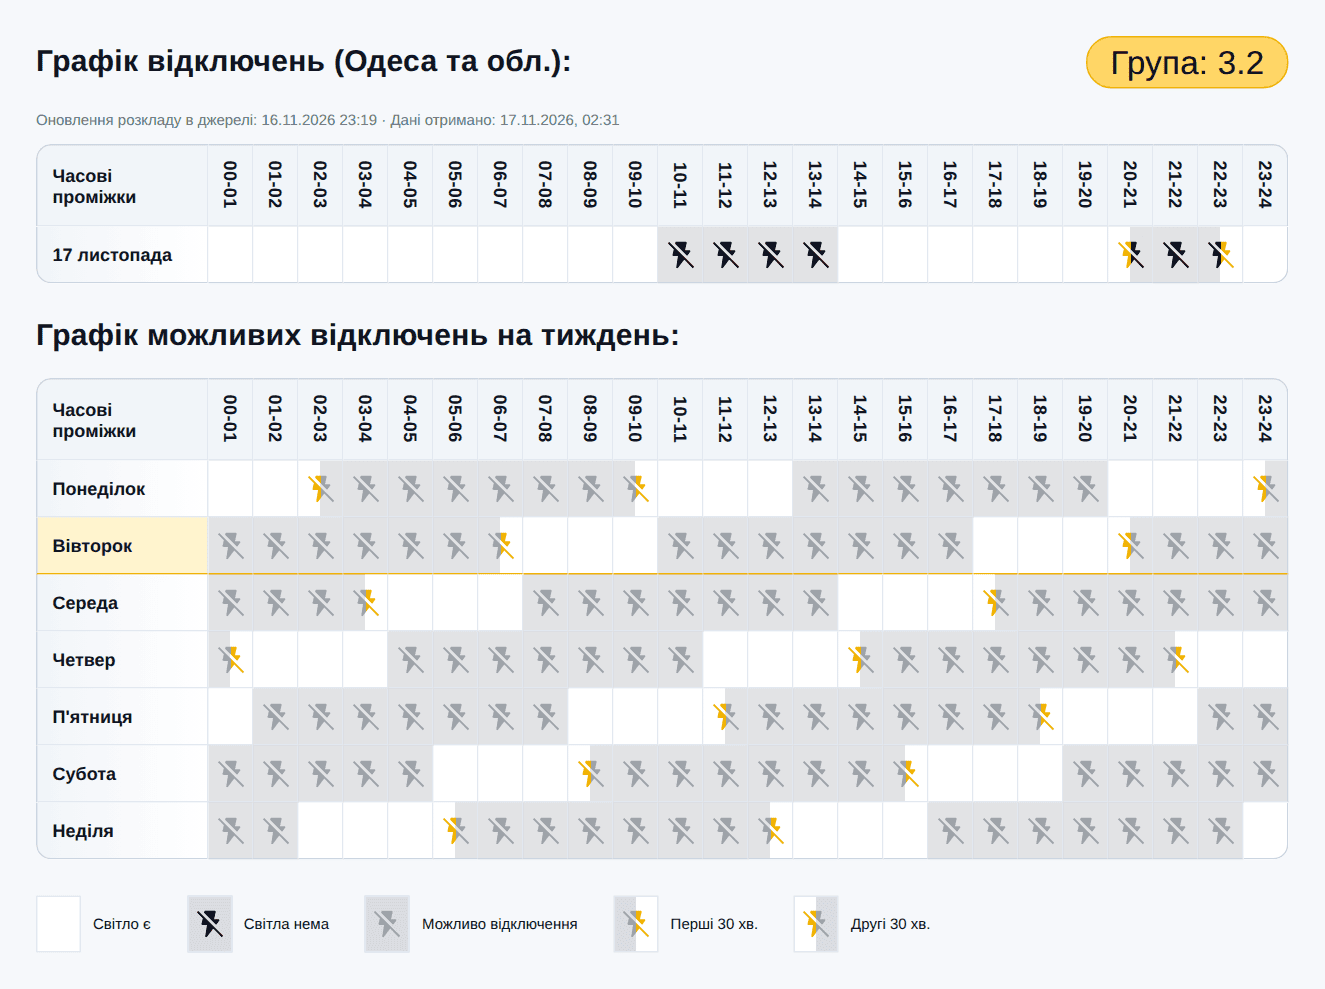 Графік відключень (Одеса та обл.):
Група: 3.2
Оновлення розкладу в джерелі: 16.11.2026 23:19 · Дані отримано: 17.11.2026, 02:31
Часові
проміжки
00-01 01-02 02-03 03-04 04-05 05-06 06-07 07-08 08-09 09-10 10-11 11-12 12-13 13-14 14-15 15-16 16-17 17-18 18-19 19-20 20-21 21-22 22-23 23-24
17 листопада
Графік можливих відключень на тиждень:
Часові
проміжки
00-01 01-02 02-03 03-04 04-05 05-06 06-07 07-08 08-09 09-10 10-11 11-12 12-13 13-14 14-15 15-16 16-17 17-18 18-19 19-20 20-21 21-22 22-23 23-24
Понеділок
Вівторок
Середа
Четвер
П'ятниця
Субота
Неділя
Світло є
Світла нема
Можливо відключення
Перші 30 хв.
Другі 30 хв.